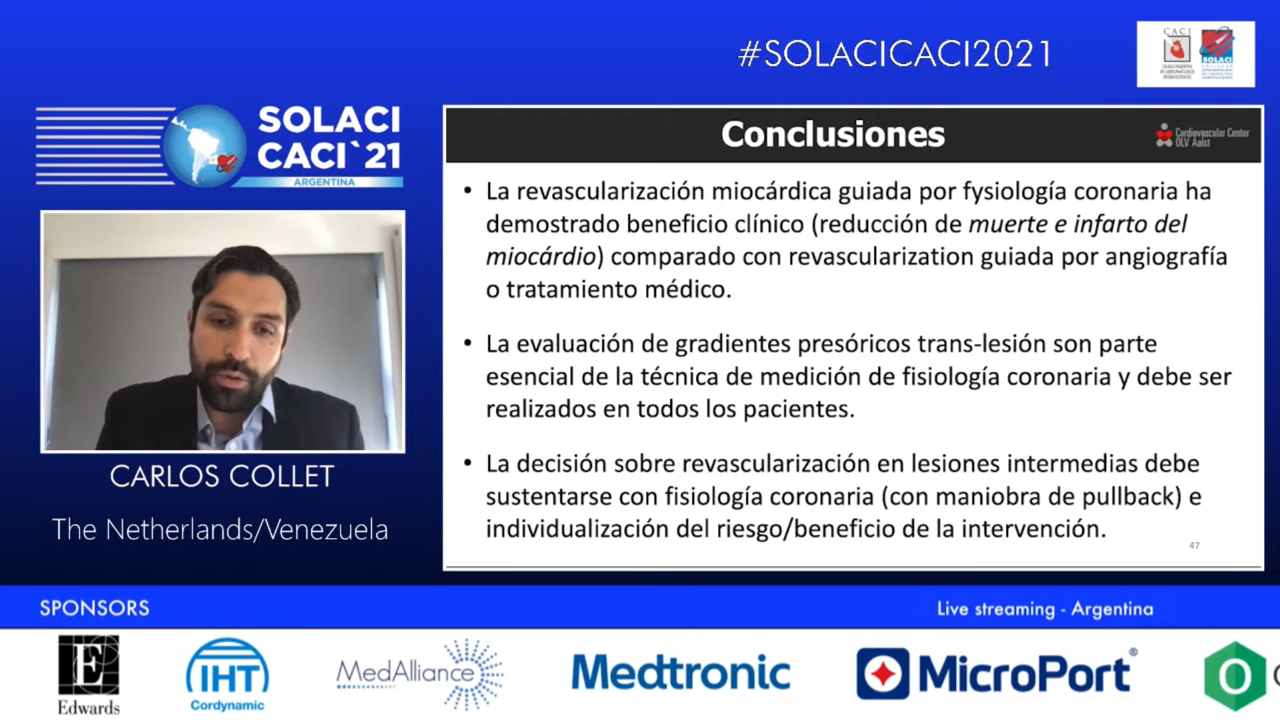 #SOLACICACI2021
CACI
SOLACI
SOLACI
CACI`21
ARGENTINA
Conclusiones
Cardiovascular Center
OLV Aalst
• La revascularización miocárdica guiada por fysiología coronaria ha
demostrado beneficio clínico (reducción de muerte e infarto del
miocárdio) comparado con revascularization guiada por angiografía
o tratamiento médico.
• La evaluación de gradientes presóricos trans-lesión son parte
esencial de la técnica de medición de fisiología coronaria y debe ser
realizados en todos los pacientes.
• La decisión sobre revascularización en lesiones intermedias debe
sustentarse con fisiología coronaria (con maniobra de pullback) e
individualización del riesgo/beneficio de la intervención.
47
CARLOS COLLET
The Netherlands/Venezuela
SPONSORS
Live streaming - Argentina
Edwards
IHT
Cordynamic
MedAlliance
Medtronic
MicroPort®